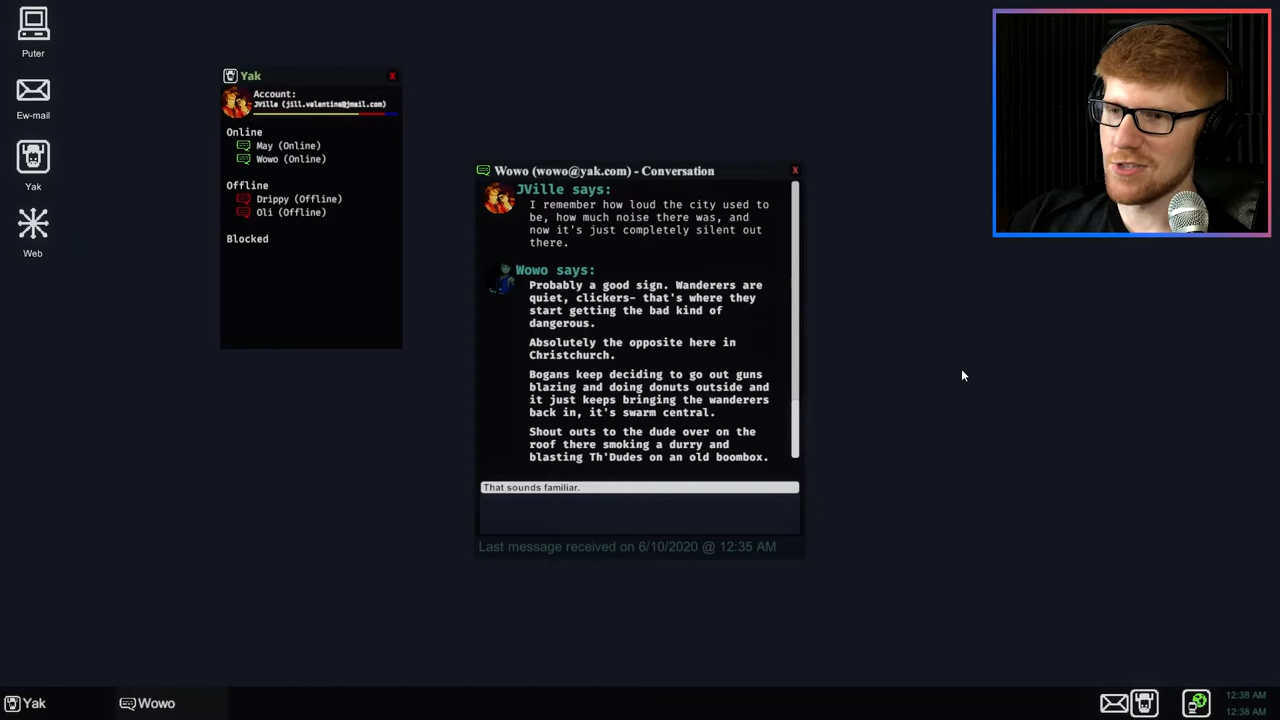 Puter
Ew-mail
Yak
Web
Yak
X
Account:
JVille (jill.valentine@jmail.com)
Online
May (Online)
Wowo (Online)
Offline
Drippy (Offline)
Oli (Offline)
Blocked
Wowo (wowo@yak.com) - Conversation
X
JVille says:
I remember how loud the city used to
be, how much noise there was, and
now it's just completely silent out
there.
Wowo says:
Probably a good sign. Wanderers are
quiet, clickers- that's where they
start getting the bad kind of
dangerous.
Absolutely the opposite here in
Christchurch.
Bogans keep deciding to go out guns
blazing and doing donuts outside and
it just keeps bringing the wanderers
back in, it's swarm central.
Shout outs to the dude over on the
roof there smoking a durry and
blasting Th'Dudes on an old boombox.
That sounds familiar.
Last message received on 6/10/2020 @ 12:35 AM
Yak
Wowo
12:38 AM
12:38 AM